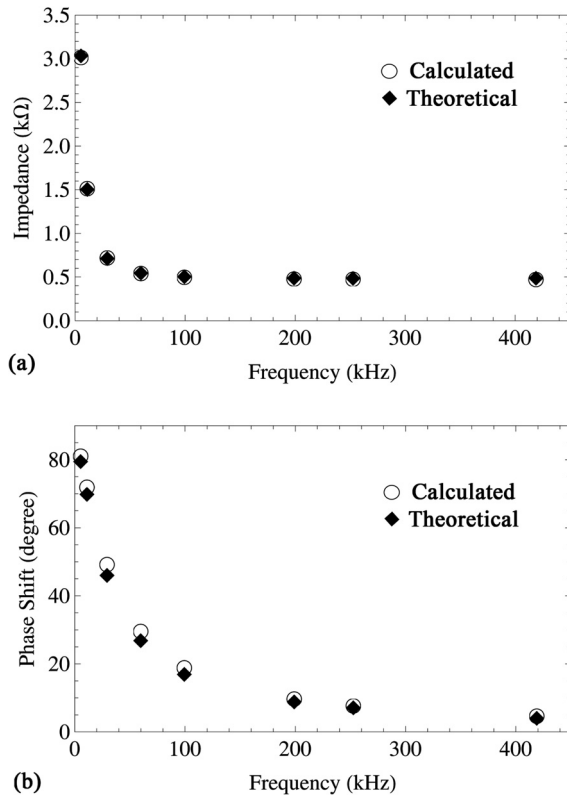 3.5
3.0
2.5
2.0
1.5
1.0
0.5
0.0
Impedance (kΩ)
Calculated
Theoretical
0 100 200 300 400
Frequency (kHz)
(a)
80
60
40
20
0
Phase Shift (degree)
Calculated
Theoretical
0 100 200 300 400
Frequency (kHz)
(b)